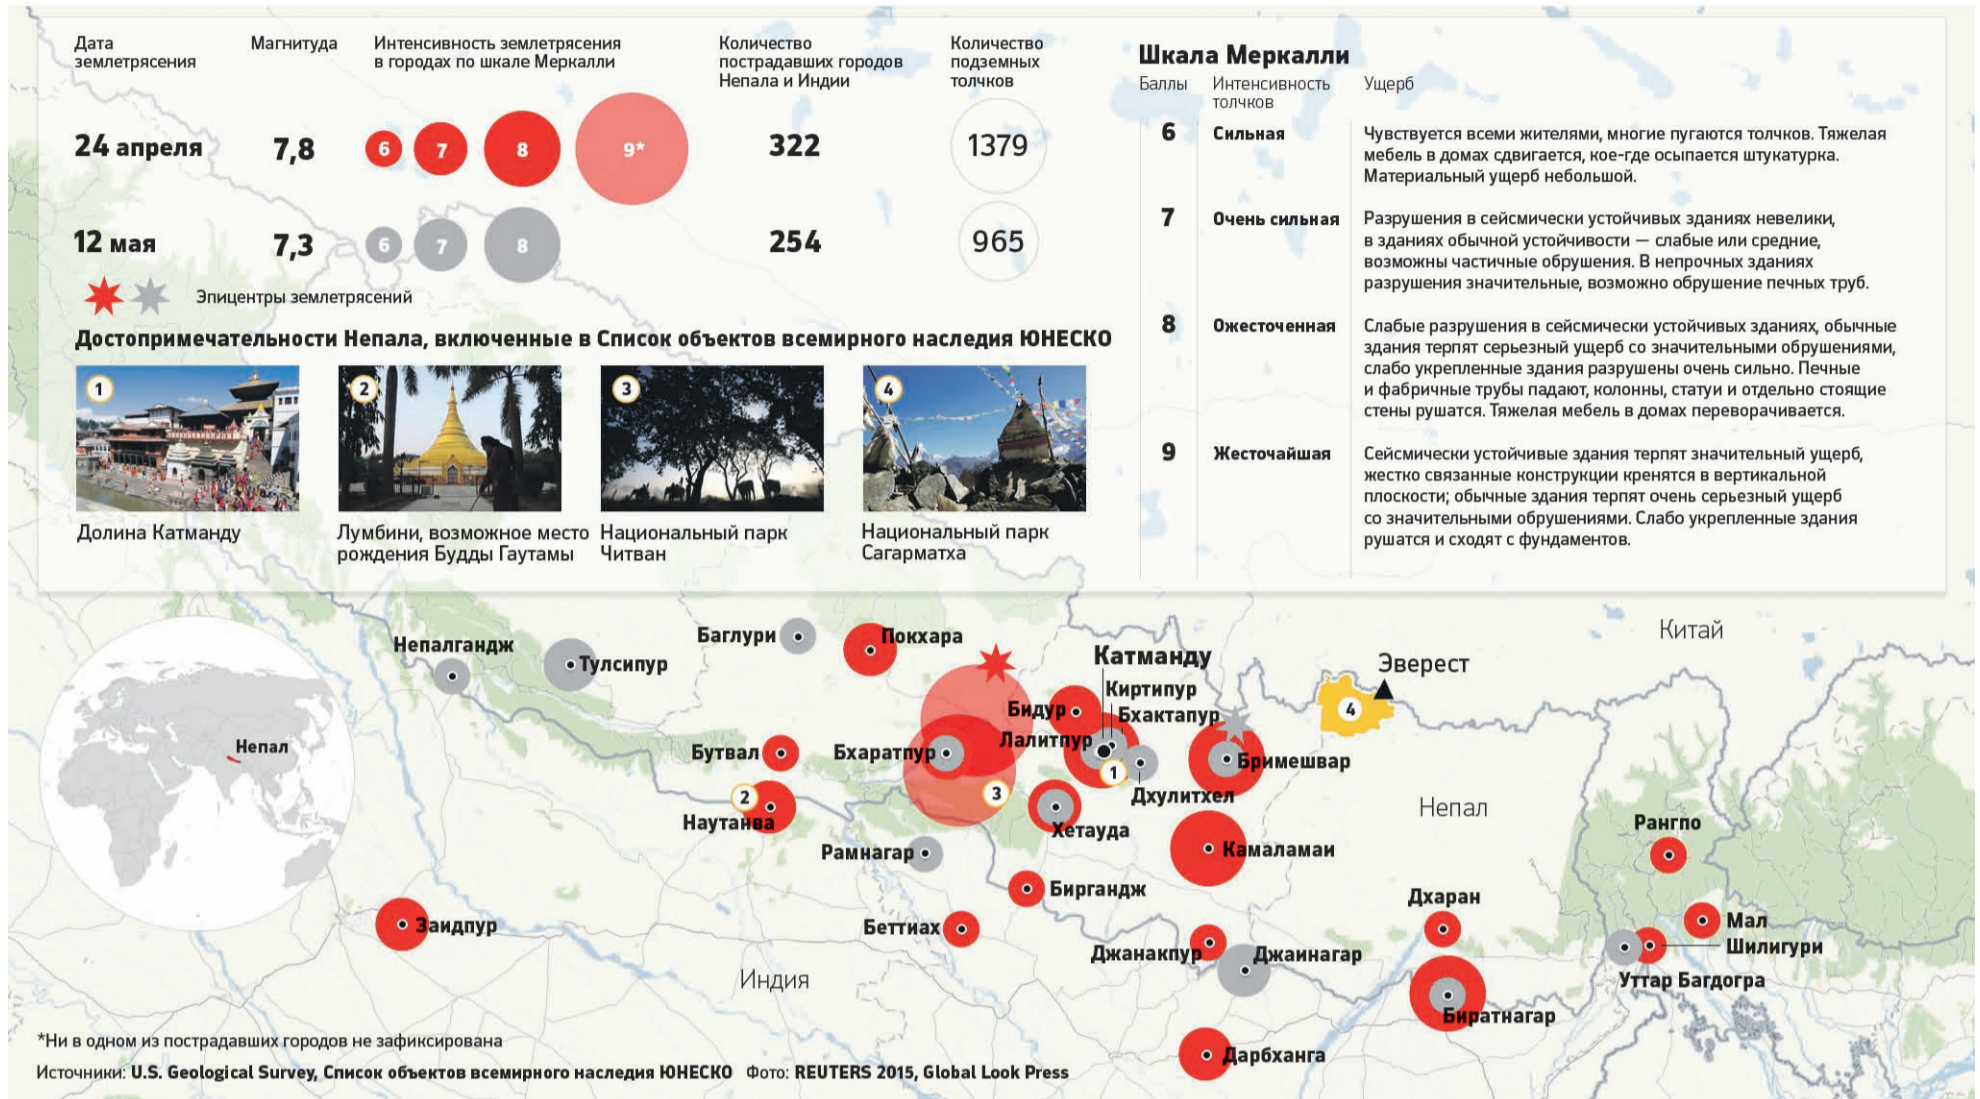 Дата
землетрясения
Магнитуда
Интенсивность землетрясения
в городах по шкале Меркалли
Количество
пострадавших городов
Непала и Индии
Количество
подземных
толчков
24 апреля
7,8
6
7
8
9*
322
1379
12 мая
7,3
6
7
8
254
965
Эпицентры землетрясений
Достопримечательности Непала, включенные в Список объектов всемирного наследия ЮНЕСКО
1
2
3
4
Долина Катманду
Лумбини, возможное место
рождения Будды Гаутамы
Национальный парк
Читван
Национальный парк
Сагарматха
Шкала Меркалли
Баллы
Интенсивность
толчков
Ущерб
6
Сильная
Чувствуется всеми жителями, многие пугаются толчков. Тяжелая
мебель в домах сдвигается, кое-где осыпается штукатурка.
Материальный ущерб небольшой.
7
Очень сильная
Разрушения в сейсмически устойчивых зданиях невелики,
в зданиях обычной устойчивости — слабые или средние,
возможны частичные обрушения. В непрочных зданиях
разрушения значительные, возможно обрушение печных труб.
8
Ожесточенная
Слабые разрушения в сейсмически устойчивых зданиях, обычные
здания терпят серьезный ущерб со значительными обрушениями,
слабо укрепленные здания разрушены очень сильно. Печные
и фабричные трубы падают, колонны, статуи и отдельно стоящие
стены рушатся. Тяжелая мебель в домах переворачивается.
9
Жесточайшая
Сейсмически устойчивые здания терпят значительный ущерб,
жестко связанные конструкции кренятся в вертикальной
плоскости; обычные здания терпят очень серьезный ущерб
со значительными обрушениями. Слабо укрепленные здания
рушатся и сходят с фундаментов.
Непал
Непалгандж
Тулсипур
Баглури
Покхара
Катманду
Киртипур
Бхактапур
Бидур
Лалитпур
Эверест
Китай
4
Бутвал
Бхаратпур
1
Бримешвар
2
3
Дхулитхел
Наутанва
Хетауда
Непал
Рангпо
Рамнагар
Камаламаи
Биргандж
Дхаран
Заидпур
Беттиах
Мал
Джанакпур
Джаинагар
Шилигури
Индия
Уттар Багдогра
Биратнагар
Дарбханга
*Ни в одном из пострадавших городов не зафиксирована
Источники: U.S. Geological Survey, Список объектов всемирного наследия ЮНЕСКО Фото: REUTERS 2015, Global Look Press